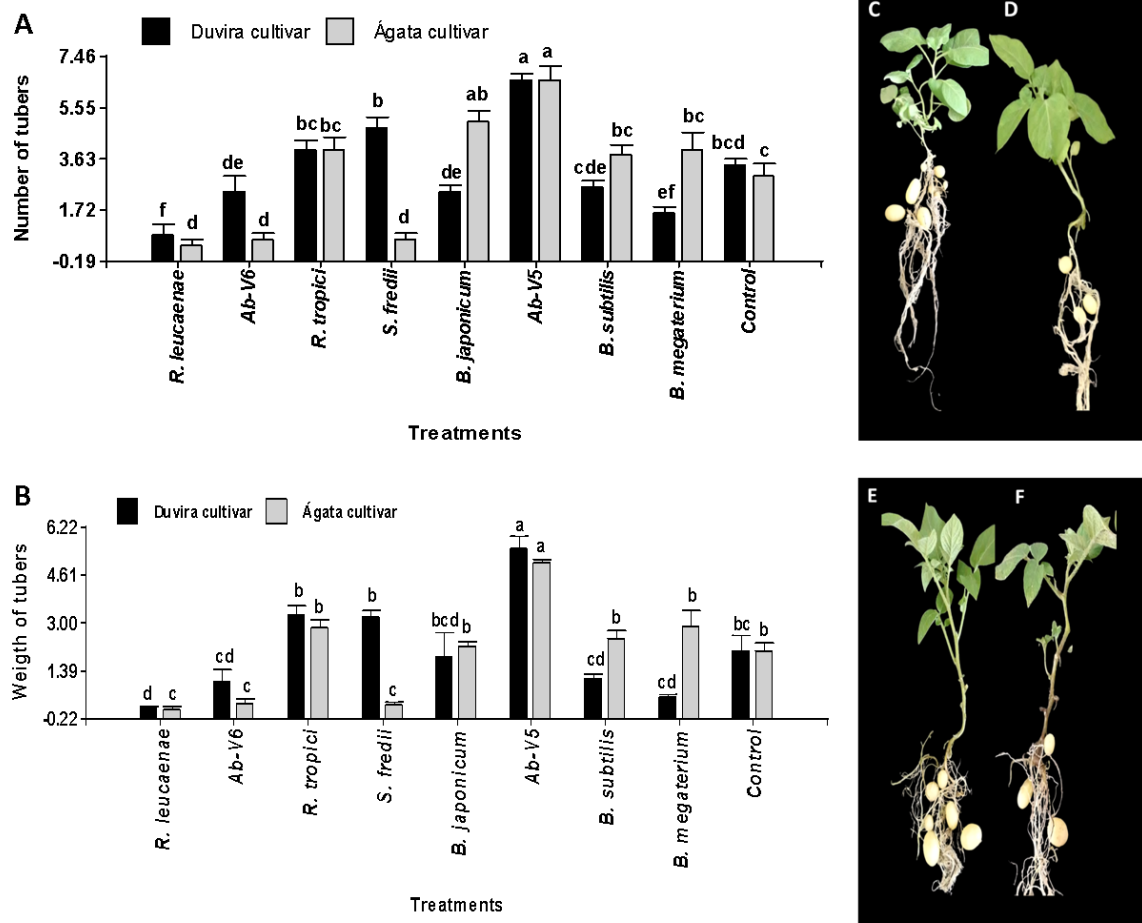 A
Duvira cultivar
Ágata cultivar
Number of tubers
7.46
5.55
3.63
1.72
-0.19
f
d
de
d
bc
bc
b
d
de
ab
a
a
cde
bc
ef
bc
bcd
c
R. leucaenae
Ab-V6
R. tropici
S. fredii
B. japonicum
Ab-V5
B. subtilis
B. megaterium
Control
Treatments
C
D
B
Duvira cultivar
Ágata cultivar
Weigth of tubers
6.22
4.61
3.00
1.39
-0.22
d
c
cd
c
b
b
b
c
bcd
b
a
a
cd
b
cd
b
bc
b
R. leucaenae
Ab-V6
R. tropici
S. fredii
B. japonicum
Ab-V5
B. subtilis
B. megaterium
Control
Treatments
E
F